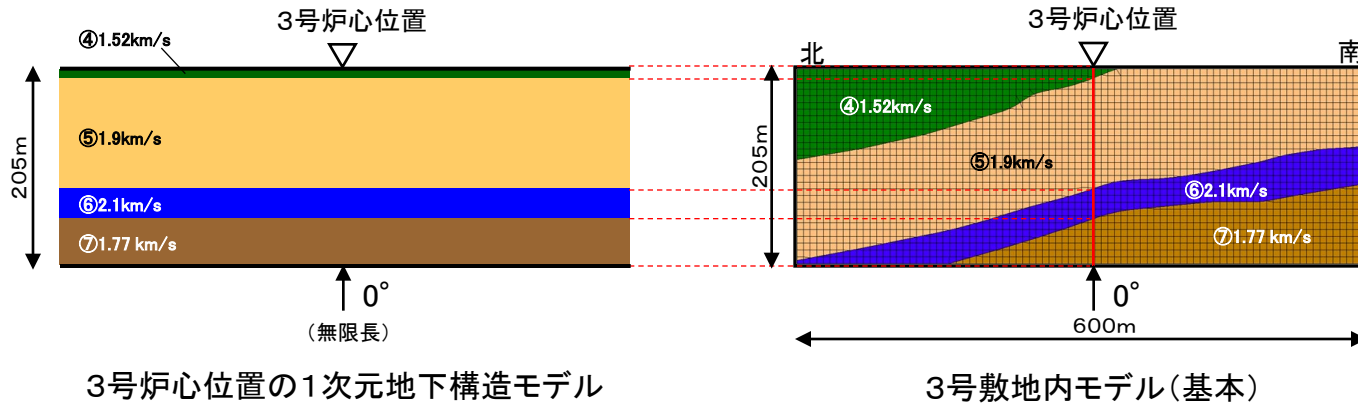 3号炉心位置
④1.52km/s
⑤1.9km/s
⑥2.1km/s
⑦1.77 km/s
205m
0°
(無限長)
3号炉心位置の1次元地下構造モデル
3号炉心位置
北
南
④1.52km/s
⑤1.9km/s
⑥2.1km/s
⑦1.77 km/s
205m
0°
600m
3号敷地内モデル(基本)